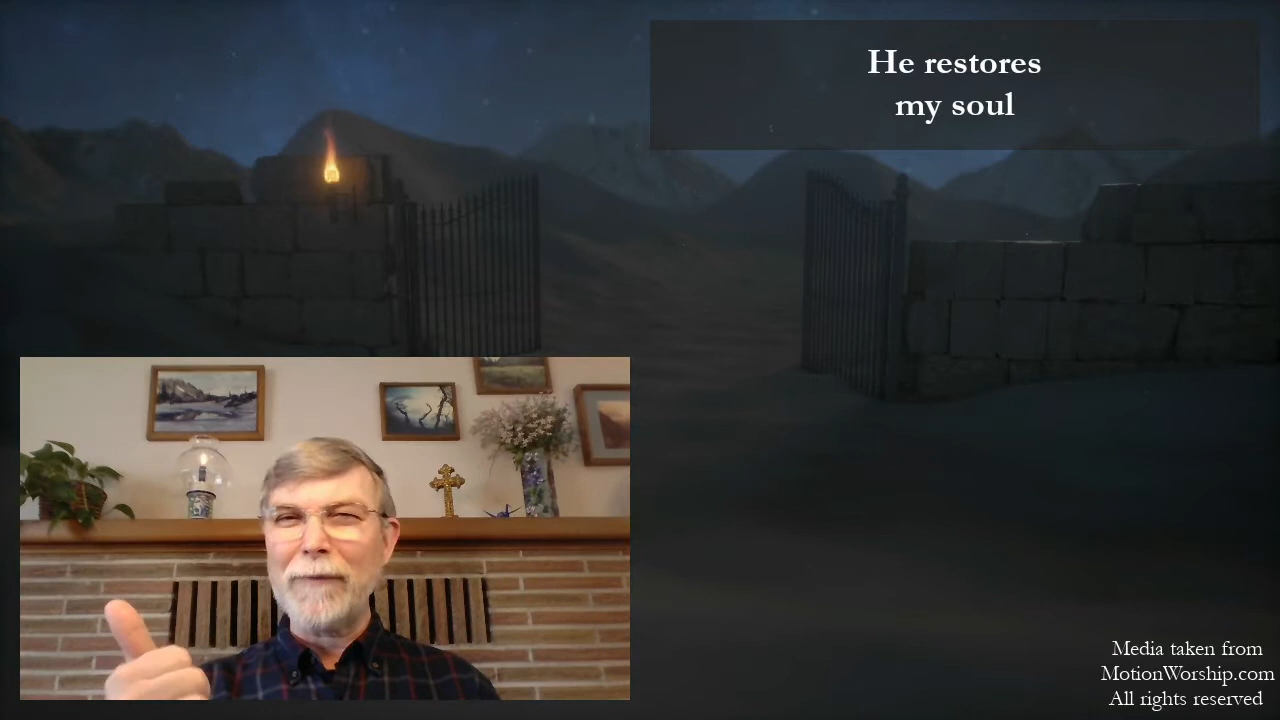 He restores
my soul
Media taken from
MotionWorship.com
All rights reserved